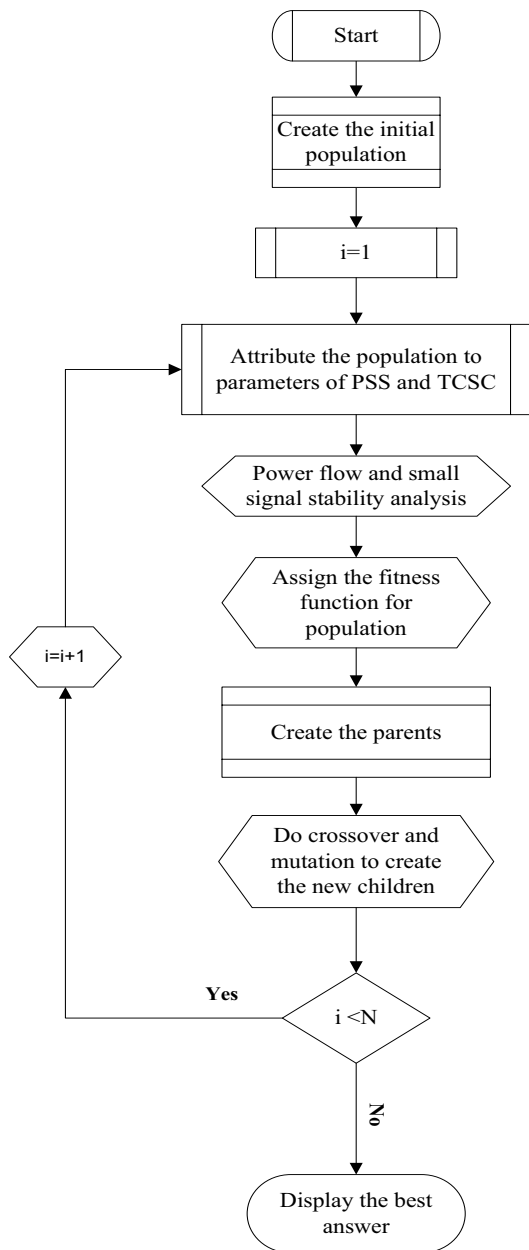 Start
Create the initial
population
i=1
Attribute the population to
parameters of PSS and TCSC
Power flow and small
signal stability analysis
Assign the fitness
function for
population
i=i+1
Create the parents
Do crossover and
mutation to create
the new children
Yes
i <N
No
Display the best
answer